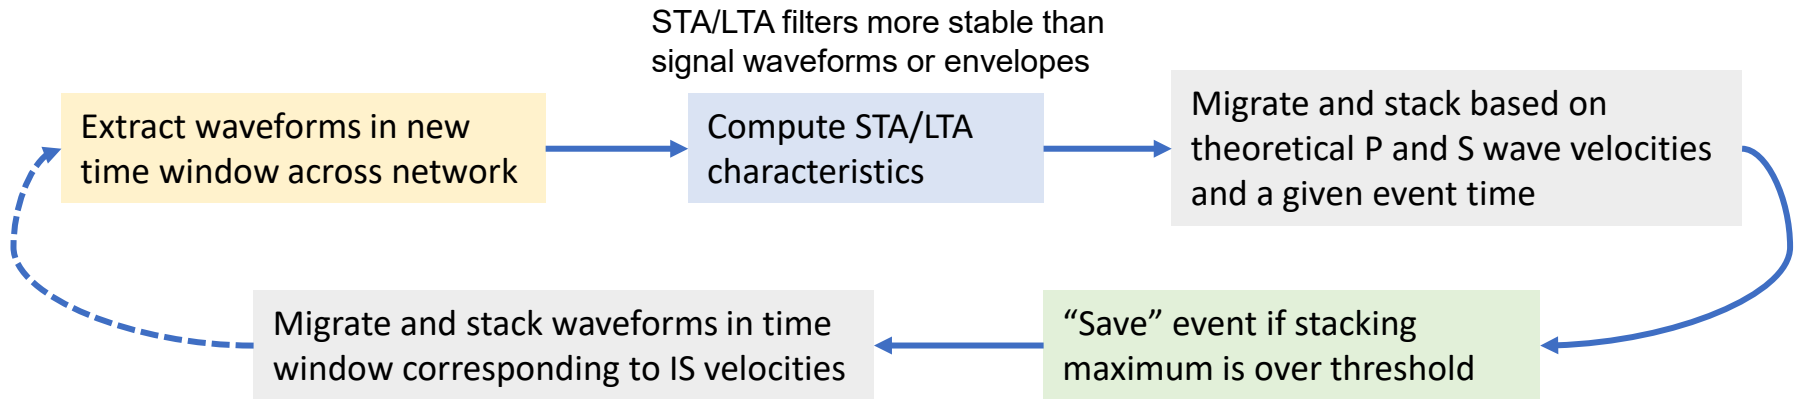 STA/LTA filters more stable than
signal waveforms or envelopes
Extract waveforms in new
time window across network
Compute STA/LTA
characteristics
Migrate and stack based on
theoretical P and S wave velocities
and a given event time
“Save” event if stacking
maximum is over threshold
Migrate and stack waveforms in time
window corresponding to IS velocities